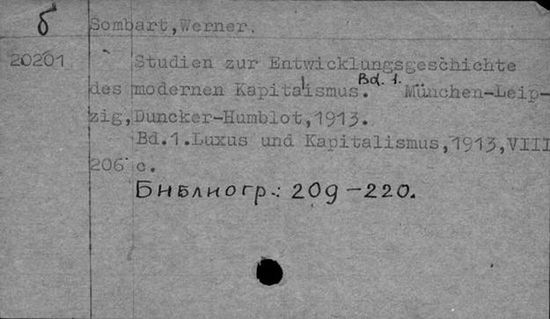 б Sombart,Werner.
20201 Studien zur Entwicklungsgeschichte
des modernen Kapitalismus. Bd. 1. München-Leip-
zig,Duncker-Humblot,1913.
Bd.1.Luxus und Kapitalismus,1913,VIII
206 с.
Библиогр.: 209-220.